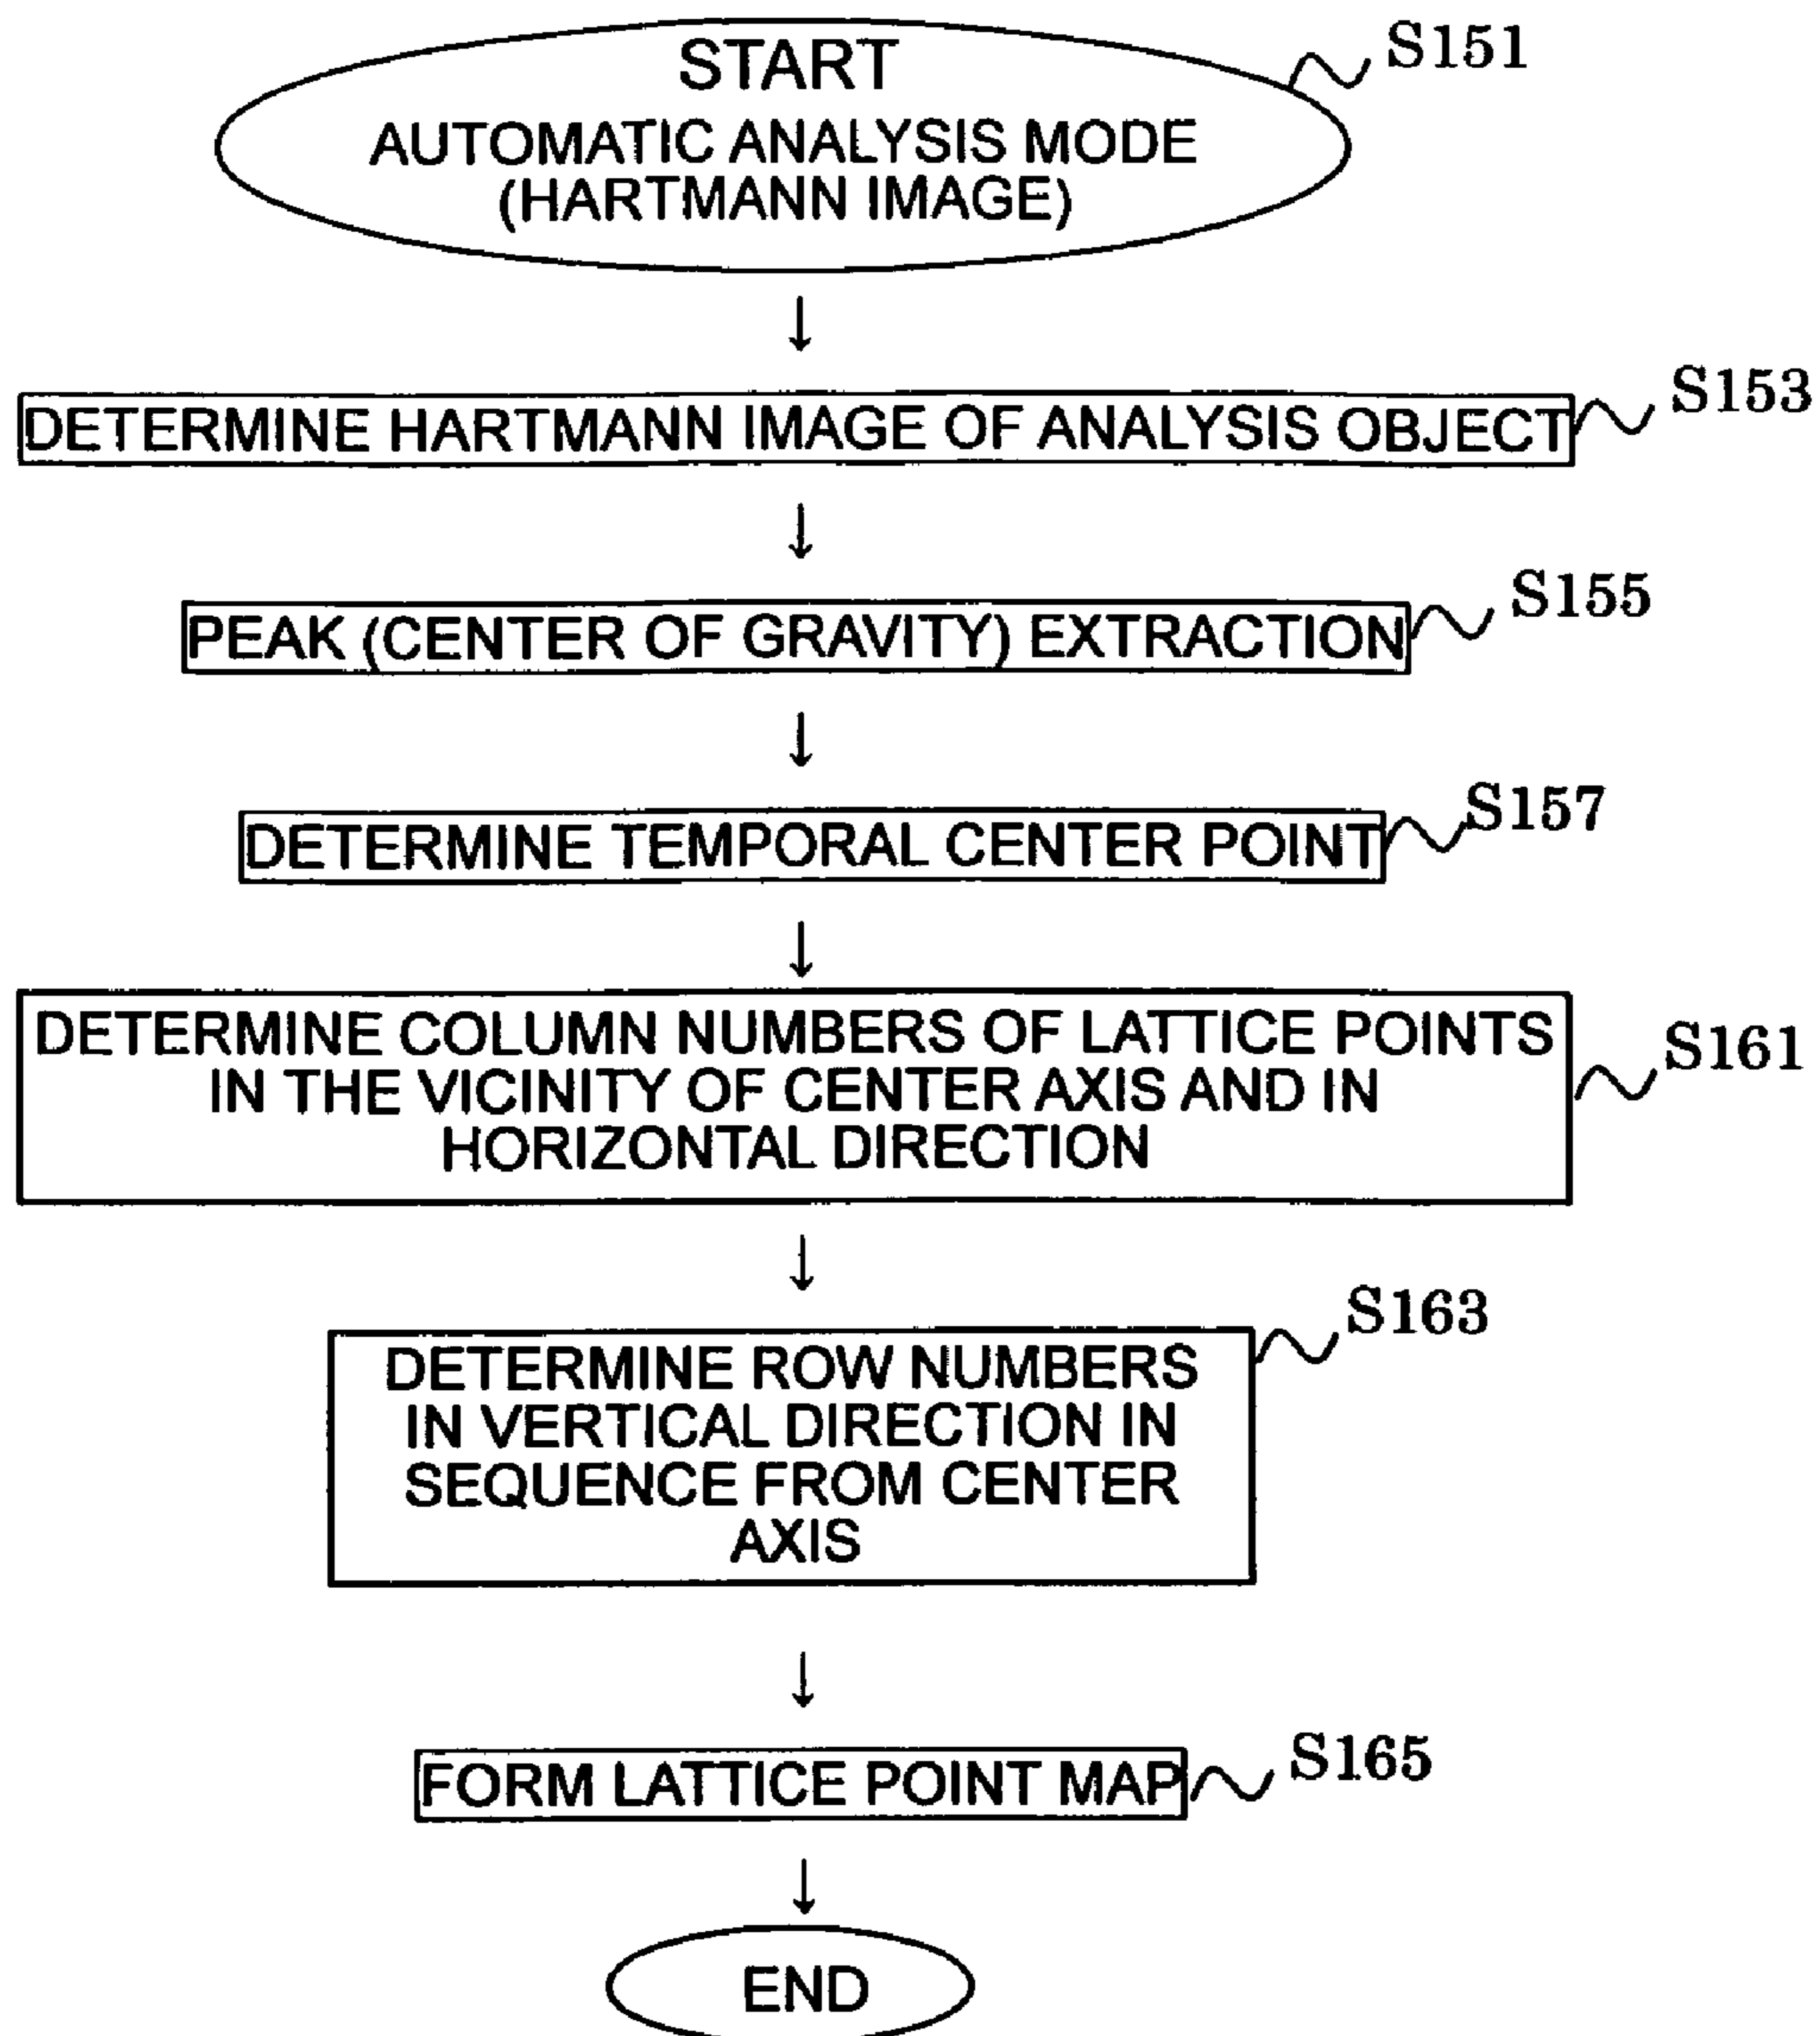 START
S151
AUTOMATIC ANALYSIS MODE
(HARTMANN IMAGE)
DETERMINE HARTMANN IMAGE OF ANALYSIS OBJECT
S153
PEAK (CENTER OF GRAVITY) EXTRACTION
S155
DETERMINE TEMPORAL CENTER POINT
S157
DETERMINE COLUMN NUMBERS OF LATTICE POINTS
IN THE VICINITY OF CENTER AXIS AND IN
HORIZONTAL DIRECTION
S161
DETERMINE ROW NUMBERS
IN VERTICAL DIRECTION IN
SEQUENCE FROM CENTER
AXIS
S163
FORM LATTICE POINT MAP
S165
END